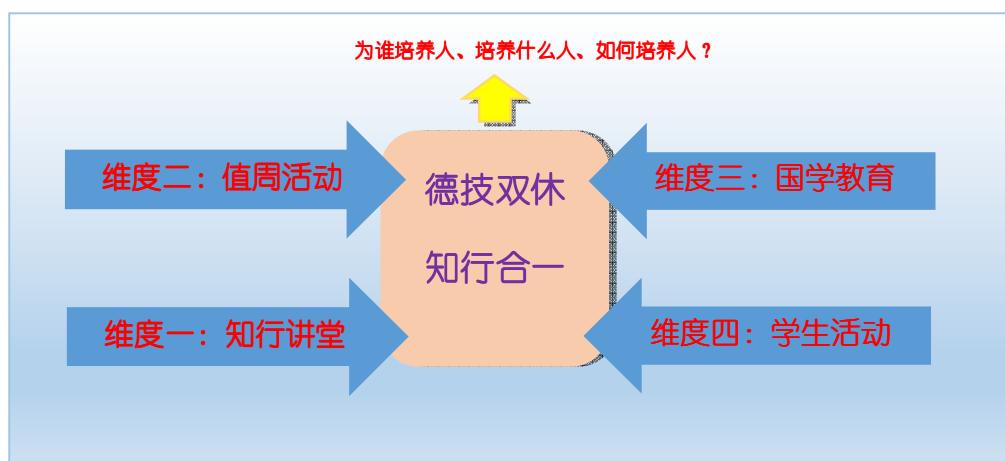 为谁培养人、培养什么人、如何培养人？
维度二：值周活动
德技双休
维度三：国学教育
知行合一
维度一：知行讲堂
维度四：学生活动